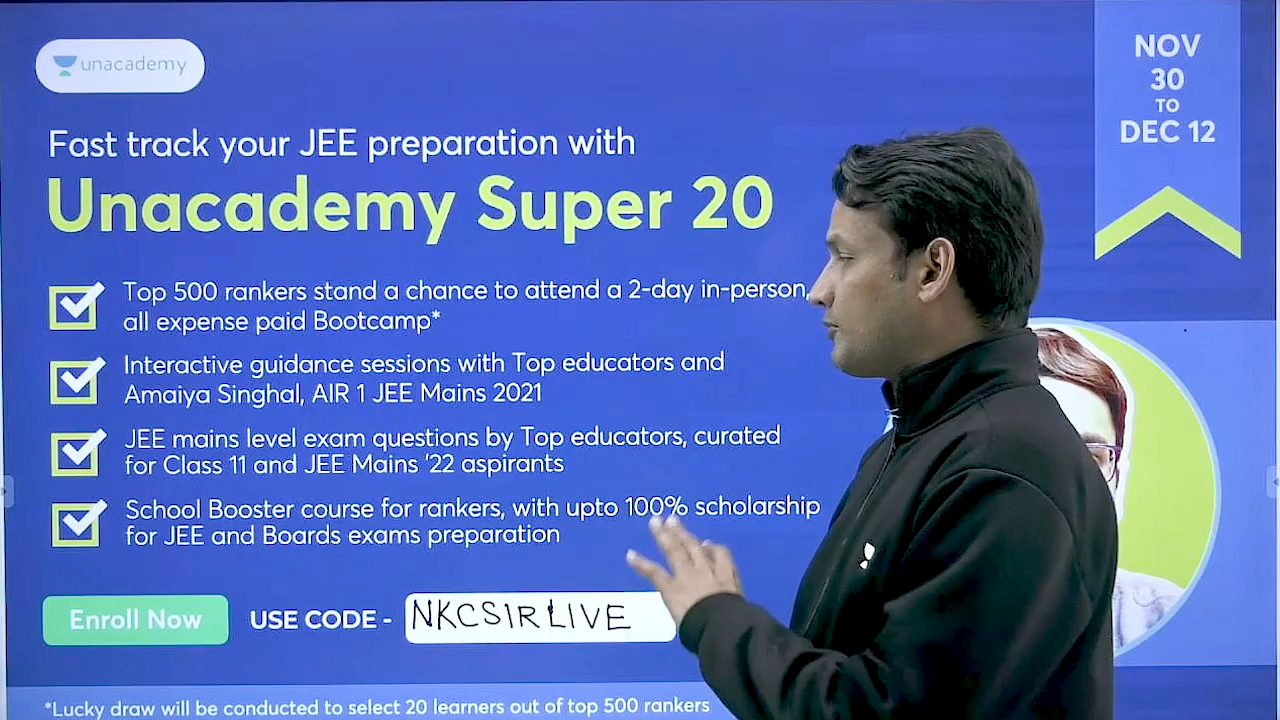 unacademy
NOV
30
TO
DEC 12
Fast track your JEE preparation with
Unacademy Super 20
Top 500 rankers stand a chance to attend a 2-day in-person,
all expense paid Bootcamp*
Interactive guidance sessions with Top educators and
Amaiya Singhal, AIR 1 JEE Mains 2021
JEE mains level exam questions by Top educators, curated
for Class 11 and JEE Mains '22 aspirants
School Booster course for rankers, with upto 100% scholarship
for JEE and Boards exams preparation
Enroll Now
USE CODE - NKCSIRLIVE
*Lucky draw will be conducted to select 20 learners out of top 500 rankers